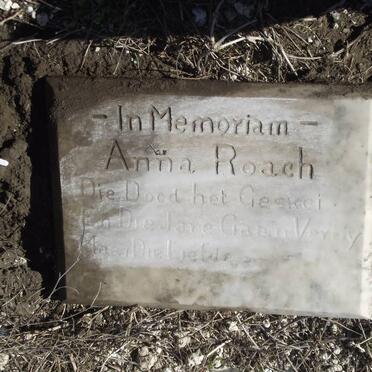 - In Memoriam -
Anna Roach
Die Dood het Geskei
En Die Jare Gaan Verby
Maar Die Liefde